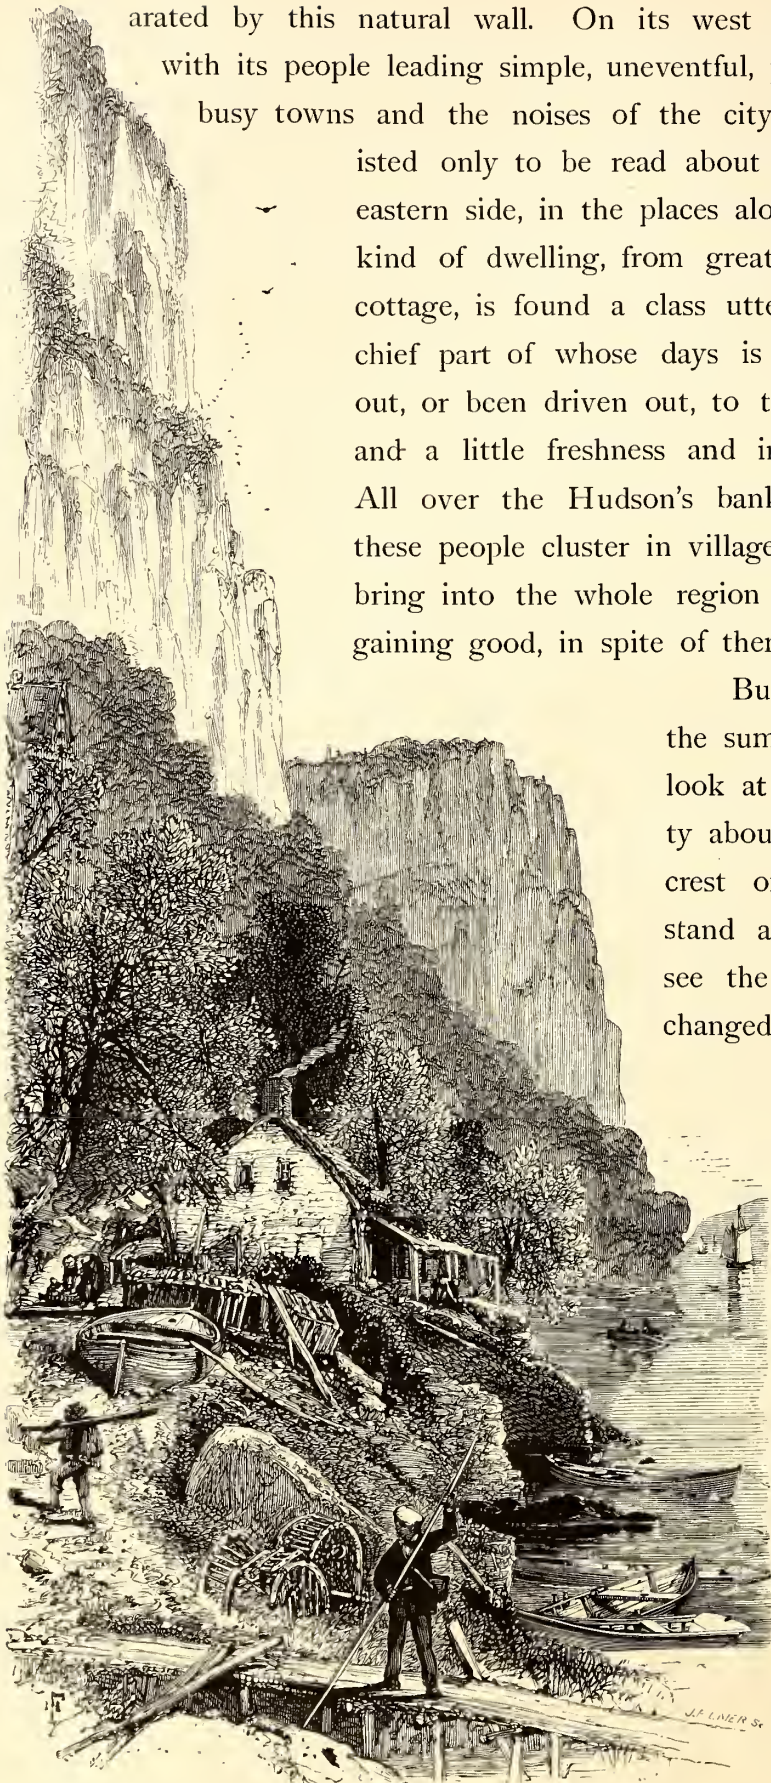 arated by this natural wall. On its west
with its people leading simple, uneventful,
busy towns and the noises of the city
isted only to be read about
eastern side, in the places alo
kind of dwelling, from great
cottage, is found a class utte
chief part of whose days is
out, or been driven out, to t
and a little freshness and in
All over the Hudson's bank
these people cluster in village
bring into the whole region
gaining good, in spite of ther
Bu
the sum
look at
ty abou
crest o
stand a
see the
changed